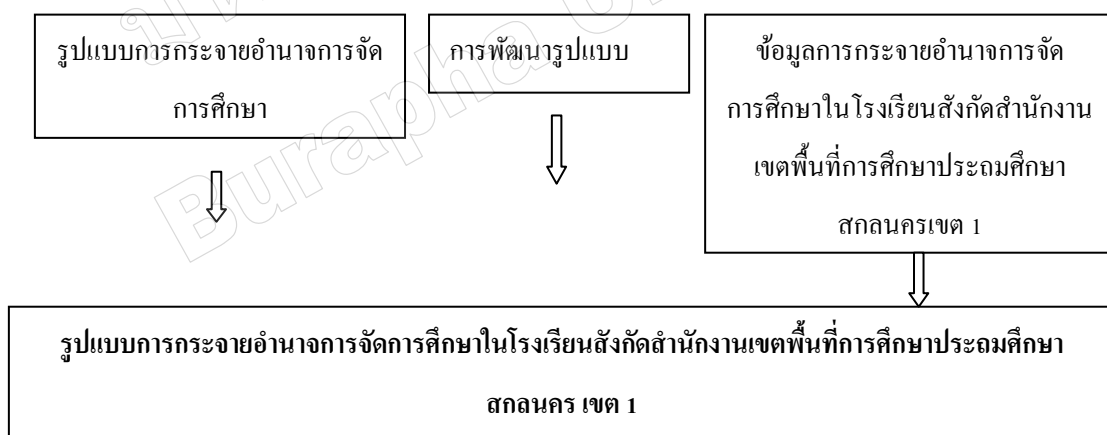 รูปแบบการกระจายอำนาจการจัด
การศึกษา
การพัฒนารูปแบบ
ข้อมูลการกระจายอำนาจการจัด
การศึกษาในโรงเรียนสังกัดสำนักงาน
เขตพื้นที่การศึกษาประถมศึกษา
สกลนครเขต 1
Burapha
รูปแบบการกระจายอำนาจการจัดการศึกษาในโรงเรียนสังกัดสำนักงานเขตพื้นที่การศึกษาประถมศึกษา
สกลนคร เขต 1